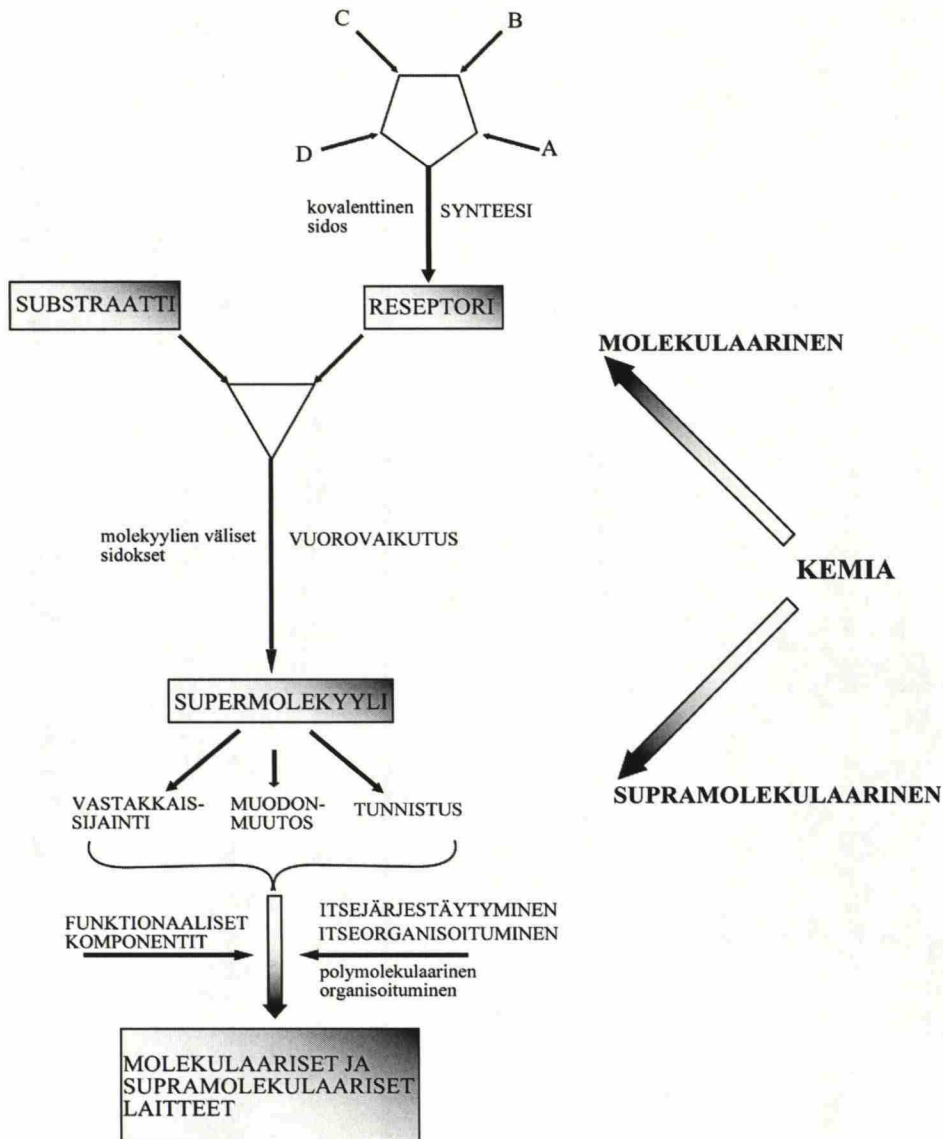 C
B
D
A
kovalenttinen
sidos
SYNTEESI
SUBSTRAATTI
RESEPTORI
MOLEKULAARINEN
molekyylien väliset
sidokset
VUOROVAIKUTUS
KEMIA
SUPERMOLEKYYLI
SUPRAMOLEKULAARINEN
VASTAKKAIS-
SIJAINTI
MUODON-
MUUTOS
TUNNISTUS
FUNKTIONAALISET
KOMPONENTIT
ITSEJÄRJESTÄYTYMINEN
ITSEORGANISOITUMINEN
polymolekulaarinen
organisoituminen
MOLEKULAARISET JA
SUPRAMOLEKULAARISET
LAITTEET